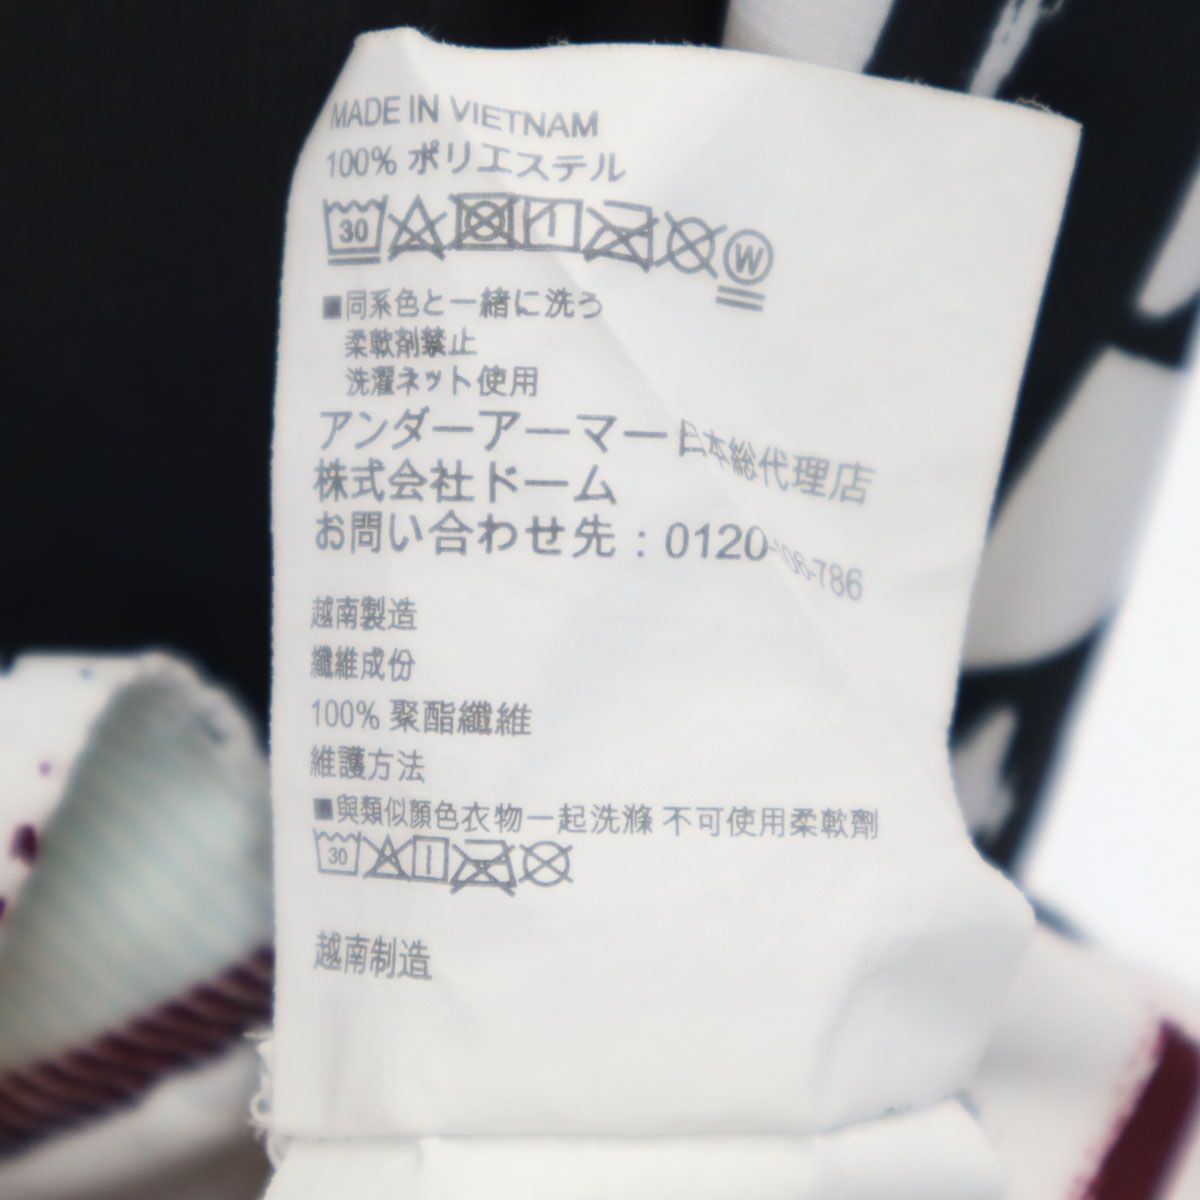 MADE IN VIETNAM
100% ポリエステル
30 W
■同系色と一緒に洗う
柔軟剤禁止
洗濯ネット使用
アンダーアーマー日本総代理店
株式会社ドーム
お問い合わせ先：0120-106-786
越南製造
纖維成份
100% 聚酯纖維
維護方法
■與類似顏色衣物一起洗滌 不可使用柔軟劑
30
越南制造